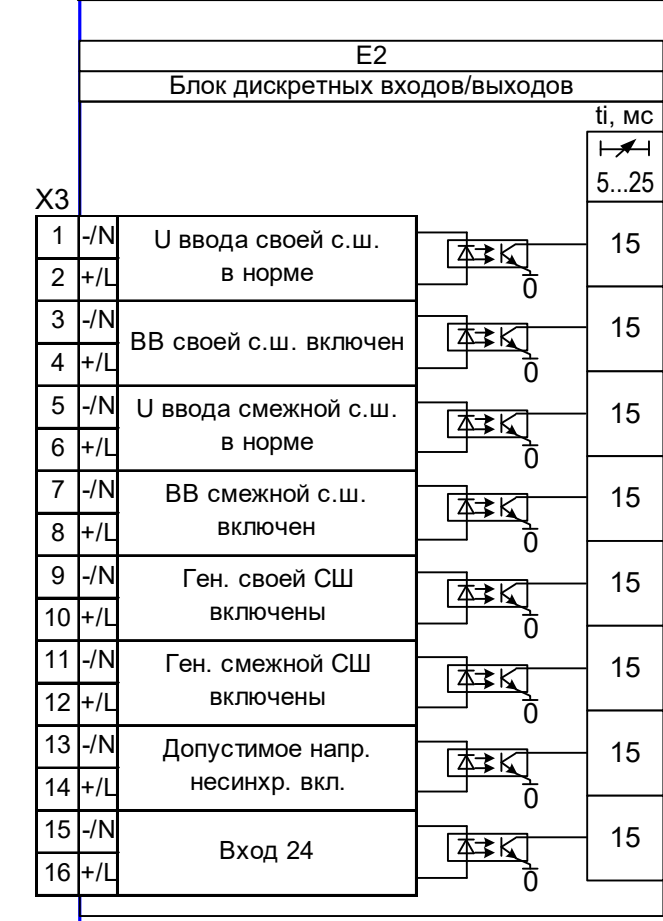 E2
Блок дискретных входов/выходов
ti, мс
5...25
X3
1 -/N U ввода своей с.ш. 15
2 +/L в норме
0
3 -/N ВВ своей с.ш. включен 15
4 +/L
0
5 -/N U ввода смежной с.ш. 15
6 +/L в норме
0
7 -/N ВВ смежной с.ш. 15
8 +/L включен
0
9 -/N Ген. своей СШ 15
10 +/L включены
0
11 -/N Ген. смежной СШ 15
12 +/L включены
0
13 -/N Допустимое напр. 15
14 +/L несинхр. вкл.
0
15 -/N Вход 24 15
16 +/L
0